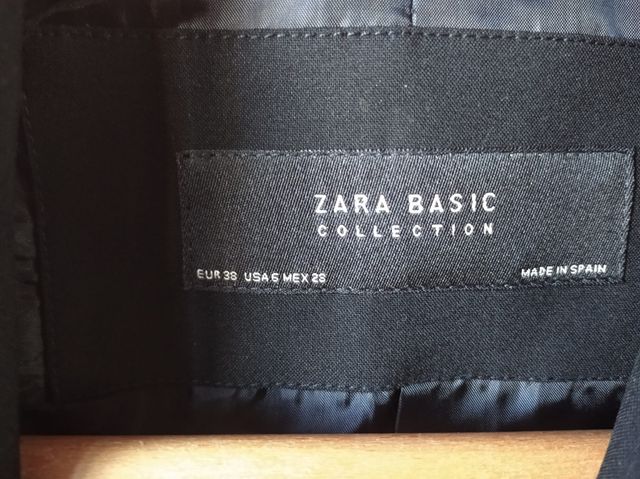 ZARA BASIC
COLLECTION
EUR 38 USA 6 MEX 28
MADE IN SPAIN